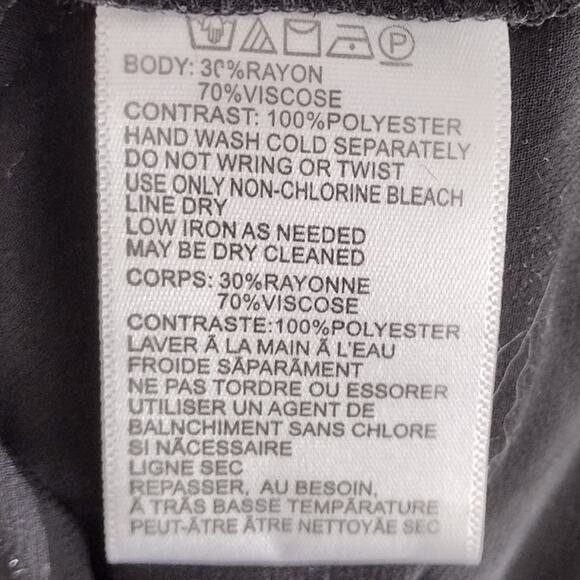 P
BODY: 30%RAYON
70%VISCOSE
CONTRAST: 100%POLYESTER
HAND WASH COLD SEPARATELY
DO NOT WRING OR TWIST
USE ONLY NON-CHLORINE BLEACH
LINE DRY
LOW IRON AS NEEDED
MAY BE DRY CLEANED
CORPS: 30%RAYONNE
70%VISCOSE
CONTRASTE:100%POLYESTER
LAVER Ã LA MAIN Ã L'EAU
FROIDE SÃPARÃMENT
NE PAS TORDRE OU ESSORER
UTILISER UN AGENT DE
BALNCHIMENT SANS CHLORE
SI NÃCESSAIRE
LIGNE SEC
REPASSER, AU BESOIN,
Ã TRÃS BASSE TEMPÃRATURE
PEUT-ÃTRE ÃTRE NETTOYÃE SEC